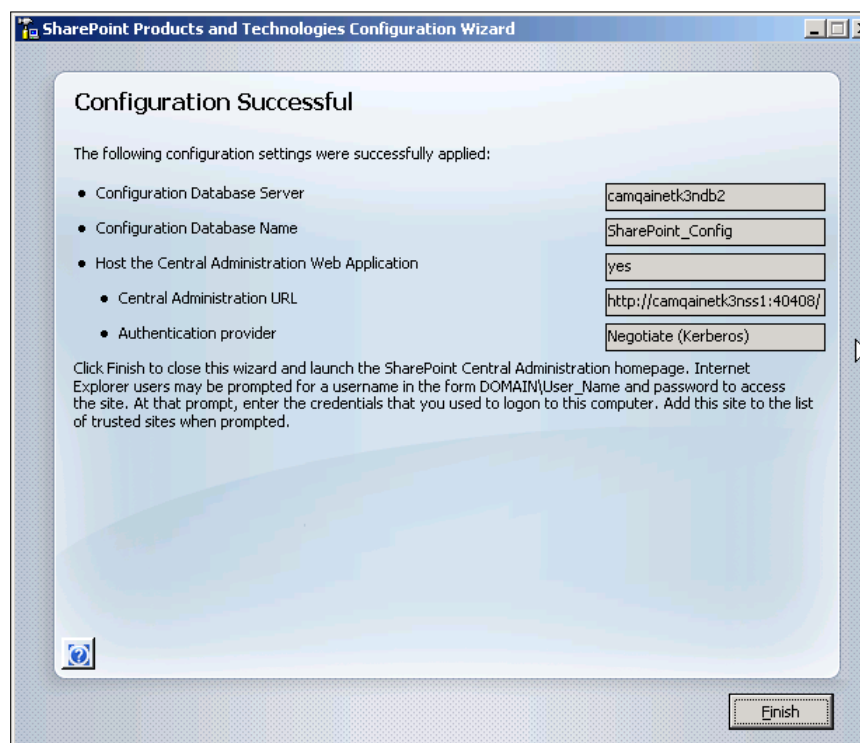 SharePoint Products and Technologies Configuration Wizard
Configuration Successful
The following configuration settings were successfully applied:
● Configuration Database Server camqainetk3ndb2
● Configuration Database Name SharePoint_Config
● Host the Central Administration Web Application yes
● Central Administration URL http://camqainetk3nss1:40408/
● Authentication provider Negotiate (Kerberos)
Click Finish to close this wizard and launch the SharePoint Central Administration homepage. Internet
Explorer users may be prompted for a username in the form DOMAIN\User_Name and password to access
the site. At that prompt, enter the credentials that you used to logon to this computer. Add this site to the list
of trusted sites when prompted.
Finish